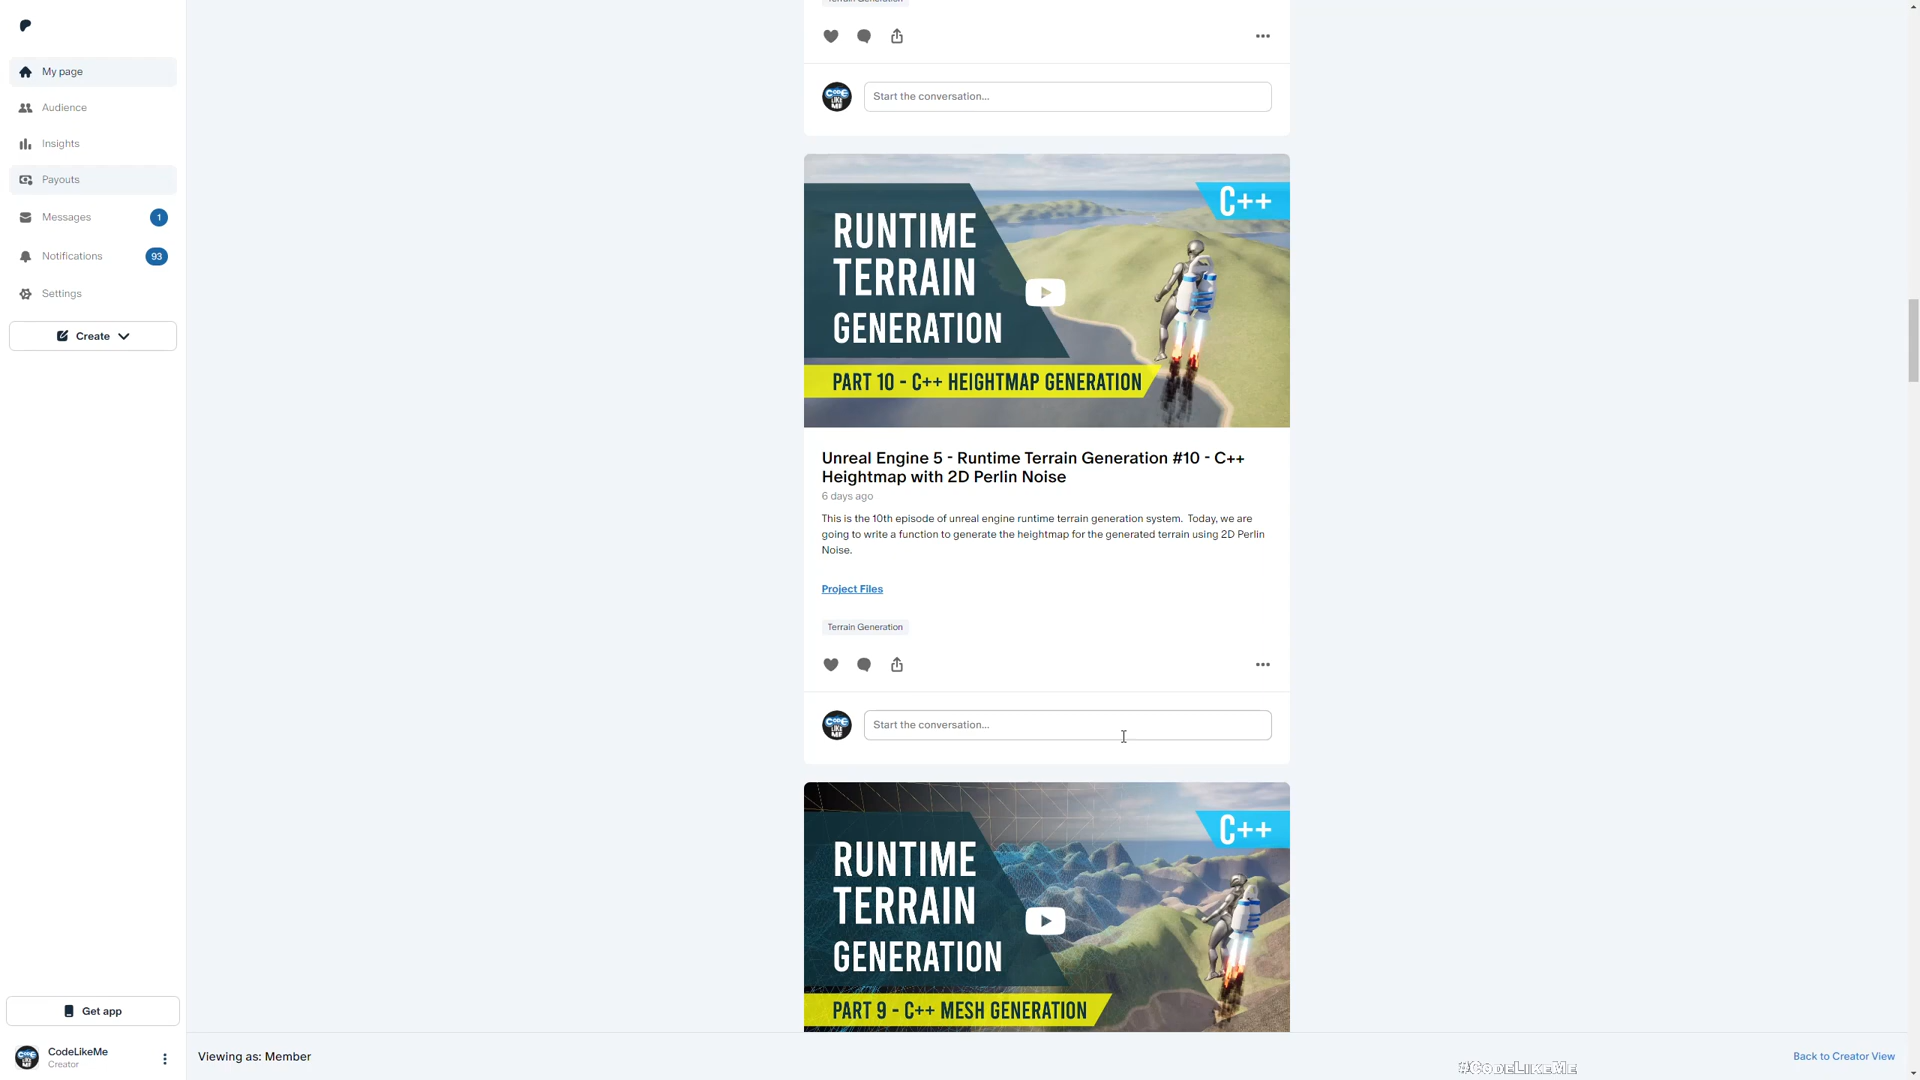 My page
Audience
Insights
Payouts
Messages
1
Notifications
93
Settings
Create
Get app
CodeLikeMe
Creator
Terrain Generation
Start the conversation...
C++
RUNTIME
TERRAIN
GENERATION
PART 10 - C++ HEIGHTMAP GENERATION
Unreal Engine 5 - Runtime Terrain Generation #10 - C++
Heightmap with 2D Perlin Noise
6 days ago
This is the 10th episode of unreal engine runtime terrain generation system. Today, we are
going to write a function to generate the heightmap for the generated terrain using 2D Perlin
Noise.
Project Files
Terrain Generation
Start the conversation...
C++
RUNTIME
TERRAIN
GENERATION
PART 9 - C++ MESH GENERATION
Viewing as: Member
#CodeLikeMe
Back to Creator View